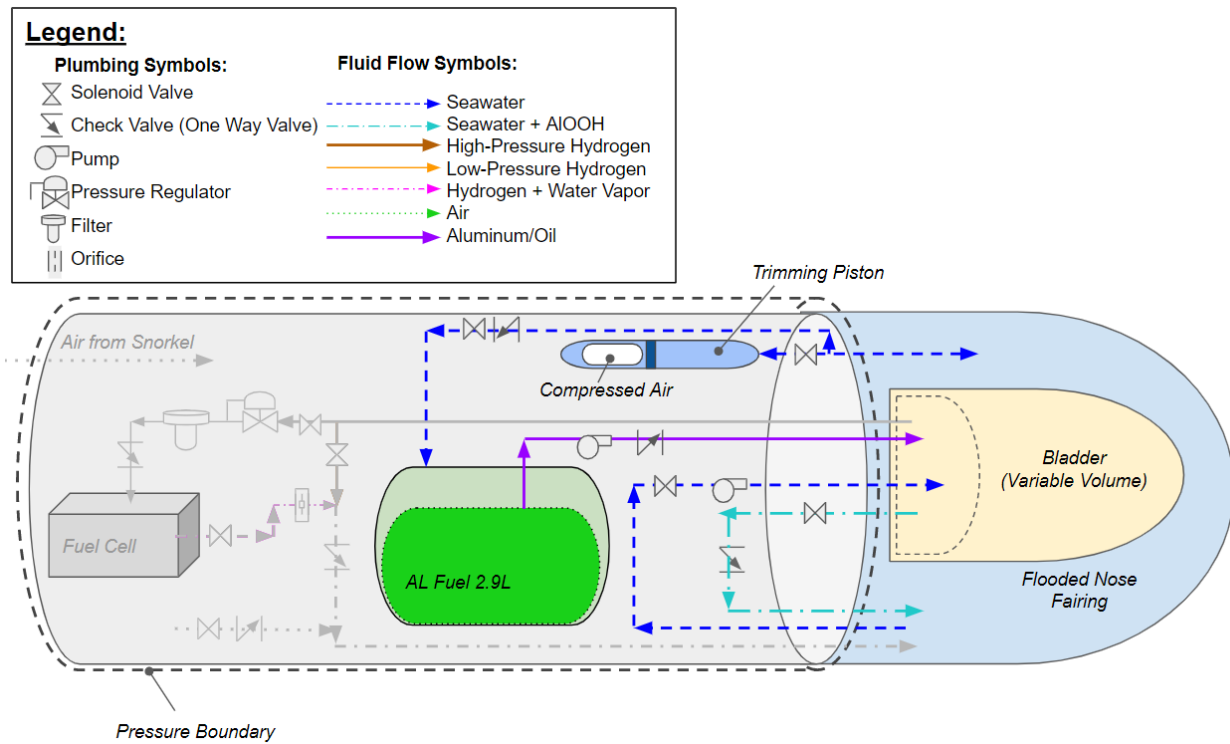 Legend:
Plumbing Symbols:
Solenoid Valve
Check Valve (One Way Valve)
Pump
Pressure Regulator
Filter
Orifice
Fluid Flow Symbols:
Seawater
Seawater + AlOOH
High-Pressure Hydrogen
Low-Pressure Hydrogen
Hydrogen + Water Vapor
Air
Aluminum/Oil
Trimming Piston
Air from Snorkel
Compressed Air
Bladder
(Variable Volume)
Fuel Cell
AL Fuel 2.9L
Flooded Nose
Fairing
Pressure Boundary